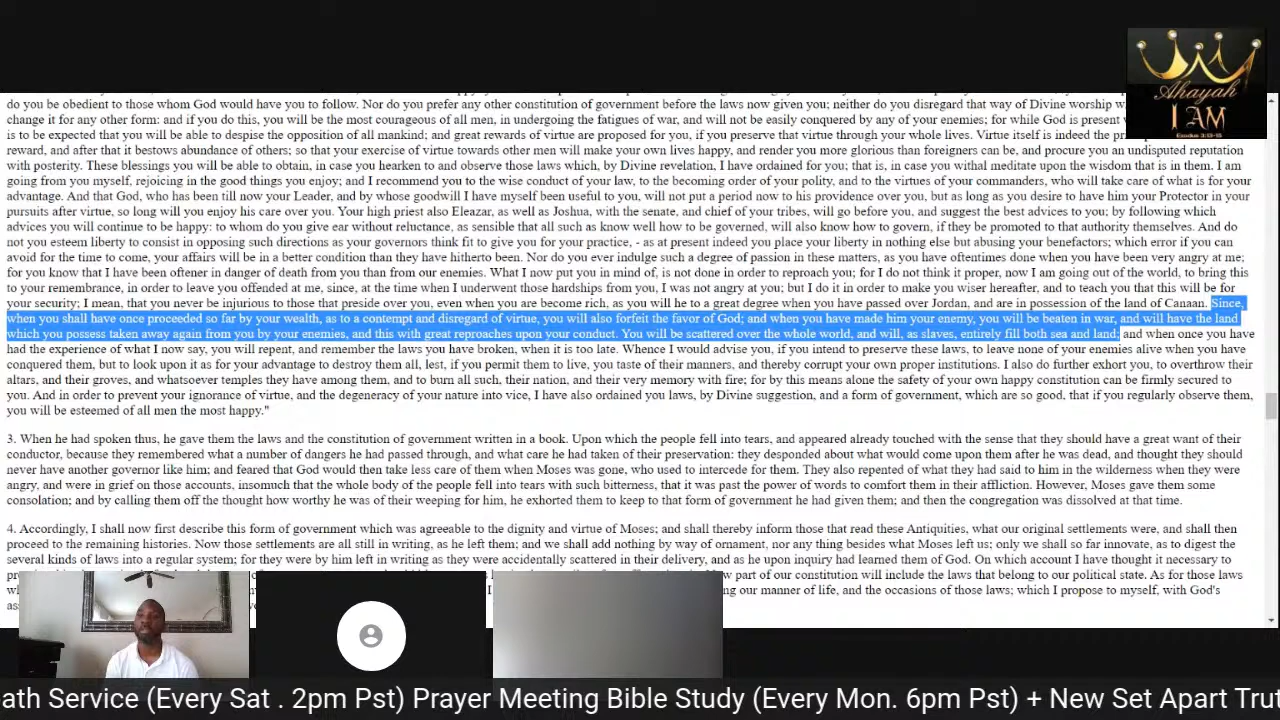 do you be obedient to those whom God would have you to follow. Nor do you prefer any other constitution of government before the laws now given you; neither do you disregard that way of Divine worship w
change it for any other form: and if you do this, you will be the most courageous of all men, in undergoing the fatigues of war, and will not be easily conquered by any of your enemies; for while God is present
is to be expected that you will be able to despise the opposition of all mankind; and great rewards of virtue are proposed for you, if you preserve that virtue through your whole lives. Virtue itself is indeed the pr
reward, and after that it bestows abundance of others; so that your exercise of virtue towards other men will make your own lives happy, and render you more glorious than foreigners can be, and procure you an undisputed reputation
with posterity. These blessings you will be able to obtain, in case you hearken to and observe those laws which, by Divine revelation, I have ordained for you; that is, in case you withal meditate upon the wisdom that is in them. I am
going from you myself, rejoicing in the good things you enjoy; and I recommend you to the wise conduct of your law, to the becoming order of your polity, and to the virtues of your commanders, who will take care of what is for your
advantage. And that God, who has been till now your Leader, and by whose goodwill I have myself been useful to you, will not put a period now to his providence over you, but as long as you desire to have him your Protector in your
pursuits after virtue, so long will you enjoy his care over you. Your high priest also Eleazar, as well as Joshua, with the senate, and chief of your tribes, will go before you, and suggest the best advices to you; by following which
advices you will continue to be happy: to whom do you give ear without reluctance, as sensible that all such as know well how to be governed, will also know how to govern, if they be promoted to that authority themselves. And do
not you esteem liberty to consist in opposing such directions as your governors think fit to give you for your practice, - as at present indeed you place your liberty in nothing else but abusing your benefactors; which error if you can
avoid for the time to come, your affairs will be in a better condition than they have hitherto been. Nor do you ever indulge such a degree of passion in these matters, as you have oftentimes done when you have been very angry at me;
for you know that I have been oftener in danger of death from you than from our enemies. What I now put you in mind of, is not done in order to reproach you; for I do not think it proper, now I am going out of the world, to bring this
to your remembrance, in order to leave you offended at me, since, at the time when I underwent those hardships from you, I was not angry at you; but I do it in order to make you wiser hereafter, and to teach you that this will be for
your security; I mean, that you never be injurious to those that preside over you, even when you are become rich, as you will he to a great degree when you have passed over Jordan, and are in possession of the land of Canaan. Since,
when you shall have once proceeded so far by your wealth, as to a contempt and disregard of virtue, you will also forfeit the favor of God; and when you have made him your enemy, you will be beaten in war, and will have the land
which you possess taken away again from you by your enemies, and this with great reproaches upon your conduct. You will be scattered over the whole world, and will, as slaves, entirely fill both sea and land; and when once you have
had the experience of what I now say, you will repent, and remember the laws you have broken, when it is too late. Whence I would advise you, if you intend to preserve these laws, to leave none of your enemies alive when you have
conquered them, but to look upon it as for your advantage to destroy them all, lest, if you permit them to live, you taste of their manners, and thereby corrupt your own proper institutions. I also do further exhort you, to overthrow their
altars, and their groves, and whatsoever temples they have among them, and to burn all such, their nation, and their very memory with fire; for by this means alone the safety of your own happy constitution can be firmly secured to
you. And in order to prevent your ignorance of virtue, and the degeneracy of your nature into vice, I have also ordained you laws, by Divine suggestion, and a form of government, which are so good, that if you regularly observe them,
you will be esteemed of all men the most happy."
3. When he had spoken thus, he gave them the laws and the constitution of government written in a book. Upon which the people fell into tears, and appeared already touched with the sense that they should have a great want of their
conductor, because they remembered what a number of dangers he had passed through, and what care he had taken of their preservation: they desponded about what would come upon them after he was dead, and thought they should
never have another governor like him; and feared that God would then take less care of them when Moses was gone, who used to intercede for them. They also repented of what they had said to him in the wilderness when they were
angry, and were in grief on those accounts, insomuch that the whole body of the people fell into tears with such bitterness, that it was past the power of words to comfort them in their affliction. However, Moses gave them some
consolation; and by calling them off the thought how worthy he was of their weeping for him, he exhorted them to keep to that form of government he had given them; and then the congregation was dissolved at that time.
4. Accordingly, I shall now first describe this form of government which was agreeable to the dignity and virtue of Moses; and shall thereby inform those that read these Antiquities, what our original settlements were, and shall then
proceed to the remaining histories. Now those settlements are all still in writing, as he left them; and we shall add nothing by way of ornament, nor any thing besides what Moses left us; only we shall so far innovate, as to digest the
several kinds of laws into a regular system; for they were by him left in writing as they were accidentally scattered in their delivery, and as he upon inquiry had learned them of God. On which account I have thought it necessary to
part of our constitution will include the laws that belong to our political state. As for those laws
our manner of life, and the occasions of those laws; which I propose to myself, with God's
Ahayah
I AM
Exodus 3:13-15
ath Service (Every Sat . 2pm Pst) Prayer Meeting Bible Study (Every Mon. 6pm Pst) + New Set Apart Trut